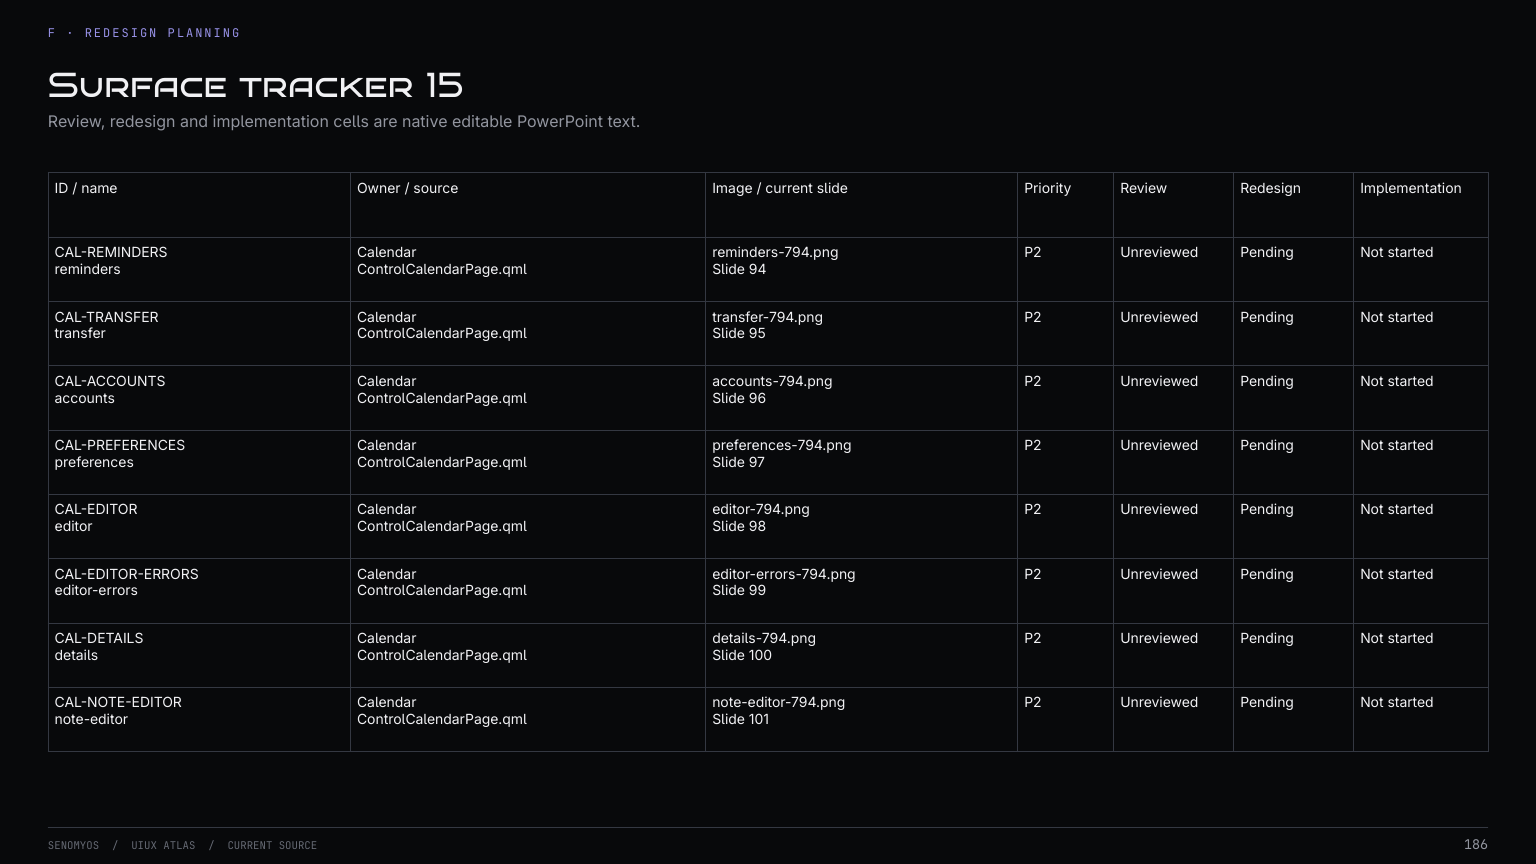 F · REDESIGN PLANNING
Surface tracker 15
Review, redesign and implementation cells are native editable PowerPoint text.
ID / name Owner / source Image / current slide Priority Review Redesign Implementation
CAL-REMINDERS Calendar reminders-794.png P2 Unreviewed Pending Not started
reminders ControlCalendarPage.qml Slide 94
CAL-TRANSFER Calendar transfer-794.png P2 Unreviewed Pending Not started
transfer ControlCalendarPage.qml Slide 95
CAL-ACCOUNTS Calendar accounts-794.png P2 Unreviewed Pending Not started
accounts ControlCalendarPage.qml Slide 96
CAL-PREFERENCES Calendar preferences-794.png P2 Unreviewed Pending Not started
preferences ControlCalendarPage.qml Slide 97
CAL-EDITOR Calendar editor-794.png P2 Unreviewed Pending Not started
editor ControlCalendarPage.qml Slide 98
CAL-EDITOR-ERRORS Calendar editor-errors-794.png P2 Unreviewed Pending Not started
editor-errors ControlCalendarPage.qml Slide 99
CAL-DETAILS Calendar details-794.png P2 Unreviewed Pending Not started
details ControlCalendarPage.qml Slide 100
CAL-NOTE-EDITOR Calendar note-editor-794.png P2 Unreviewed Pending Not started
note-editor ControlCalendarPage.qml Slide 101
SENOMYOS / UIUX ATLAS / CURRENT SOURCE 186